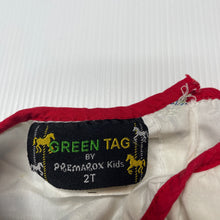 GREEN TAG
BY
PREMAROX Kids
2T